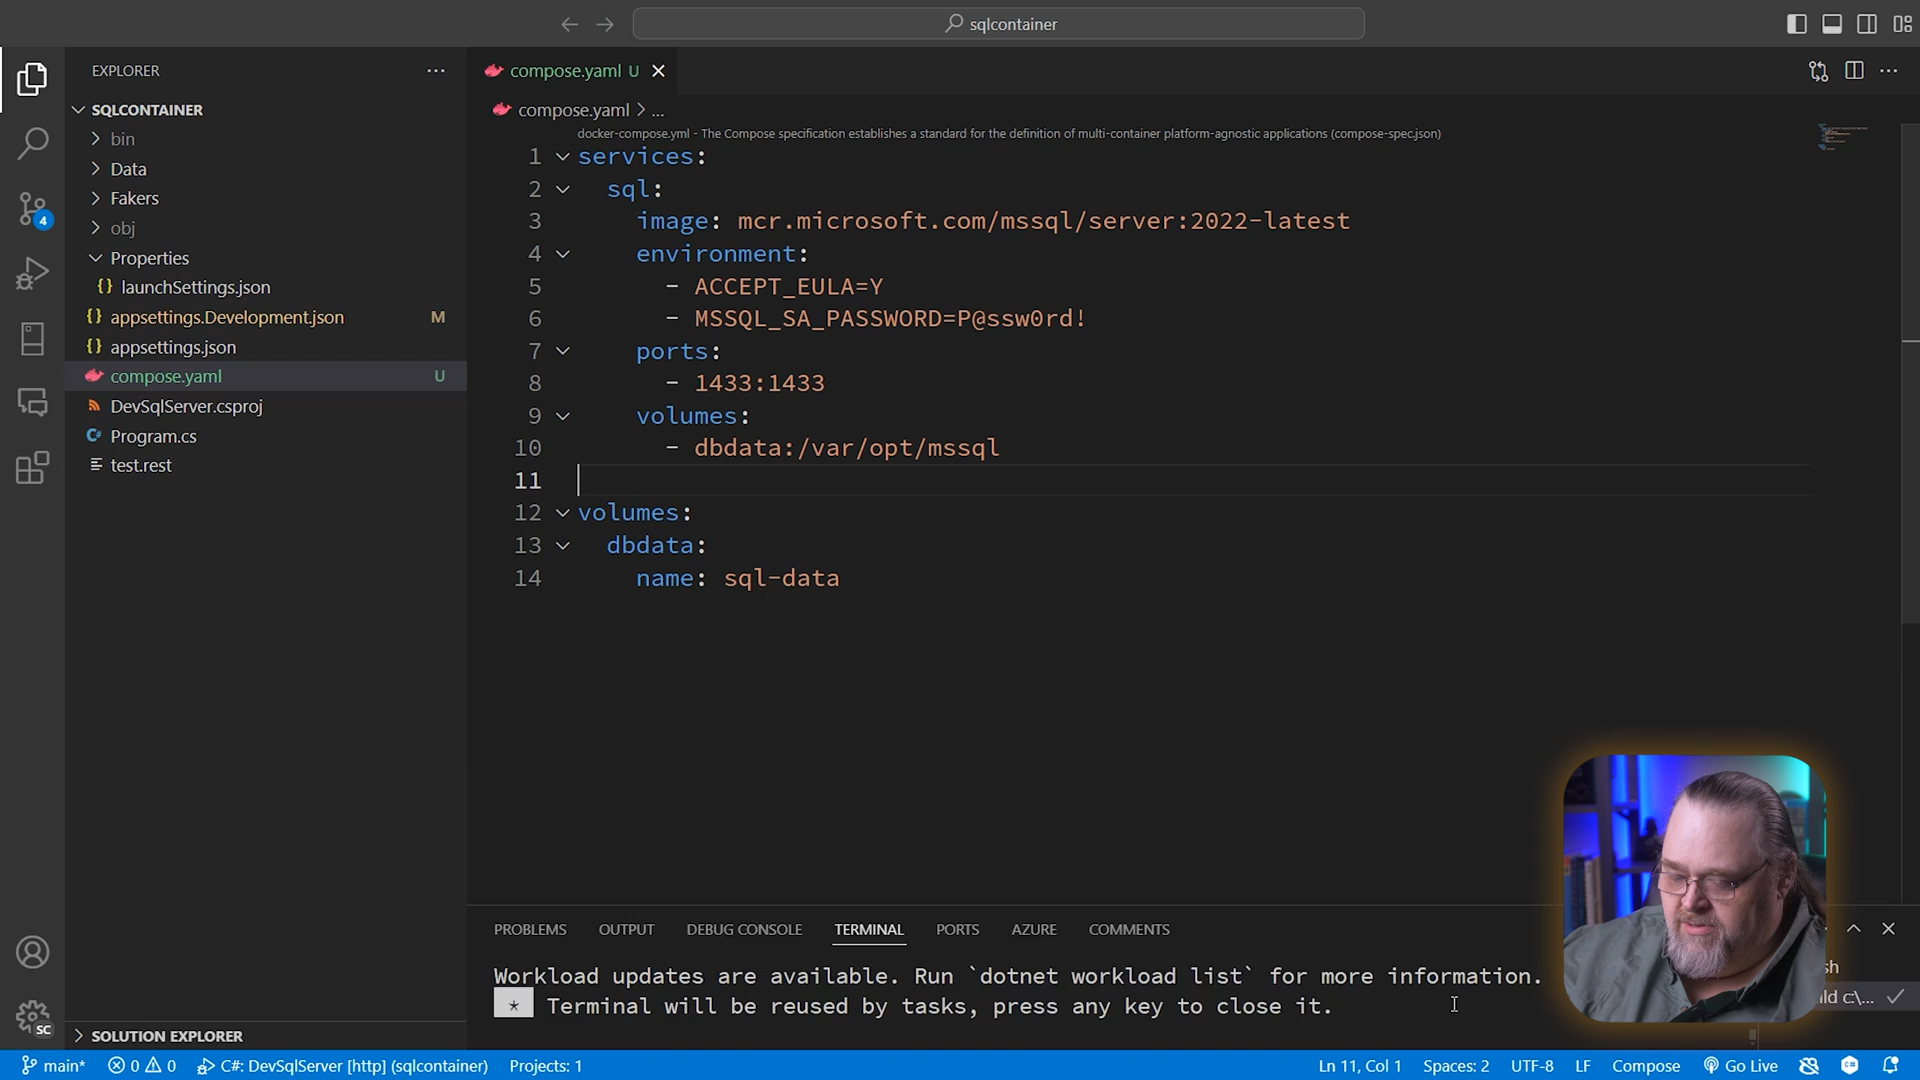 sqlcontainer
EXPLORER
SQLCONTAINER
bin
Data
Fakers
obj
Properties
{} launchSettings.json
{} appsettings.Development.json M
{} appsettings.json
compose.yaml U
DevSqlServer.csproj
Program.cs
test.rest
SOLUTION EXPLORER
4
SC
compose.yaml U
compose.yaml > ...
docker-compose.yml - The Compose specification establishes a standard for the definition of multi-container platform-agnostic applications (compose-spec.json)
1 services:
2 sql:
3 image: mcr.microsoft.com/mssql/server:2022-latest
4 environment:
5 - ACCEPT_EULA=Y
6 - MSSQL_SA_PASSWORD=P@ssw0rd!
7 ports:
8 - 1433:1433
9 volumes:
10 - dbdata:/var/opt/mssql
11
12 volumes:
13 dbdata:
14 name: sql-data
PROBLEMS OUTPUT DEBUG CONSOLE TERMINAL PORTS AZURE COMMENTS
Workload updates are available. Run `dotnet workload list` for more information.
* Terminal will be reused by tasks, press any key to close it.
main* 0 0 C#: DevSqlServer [http] (sqlcontainer) Projects: 1
Ln 11, Col 1 Spaces: 2 UTF-8 LF Compose Go Live